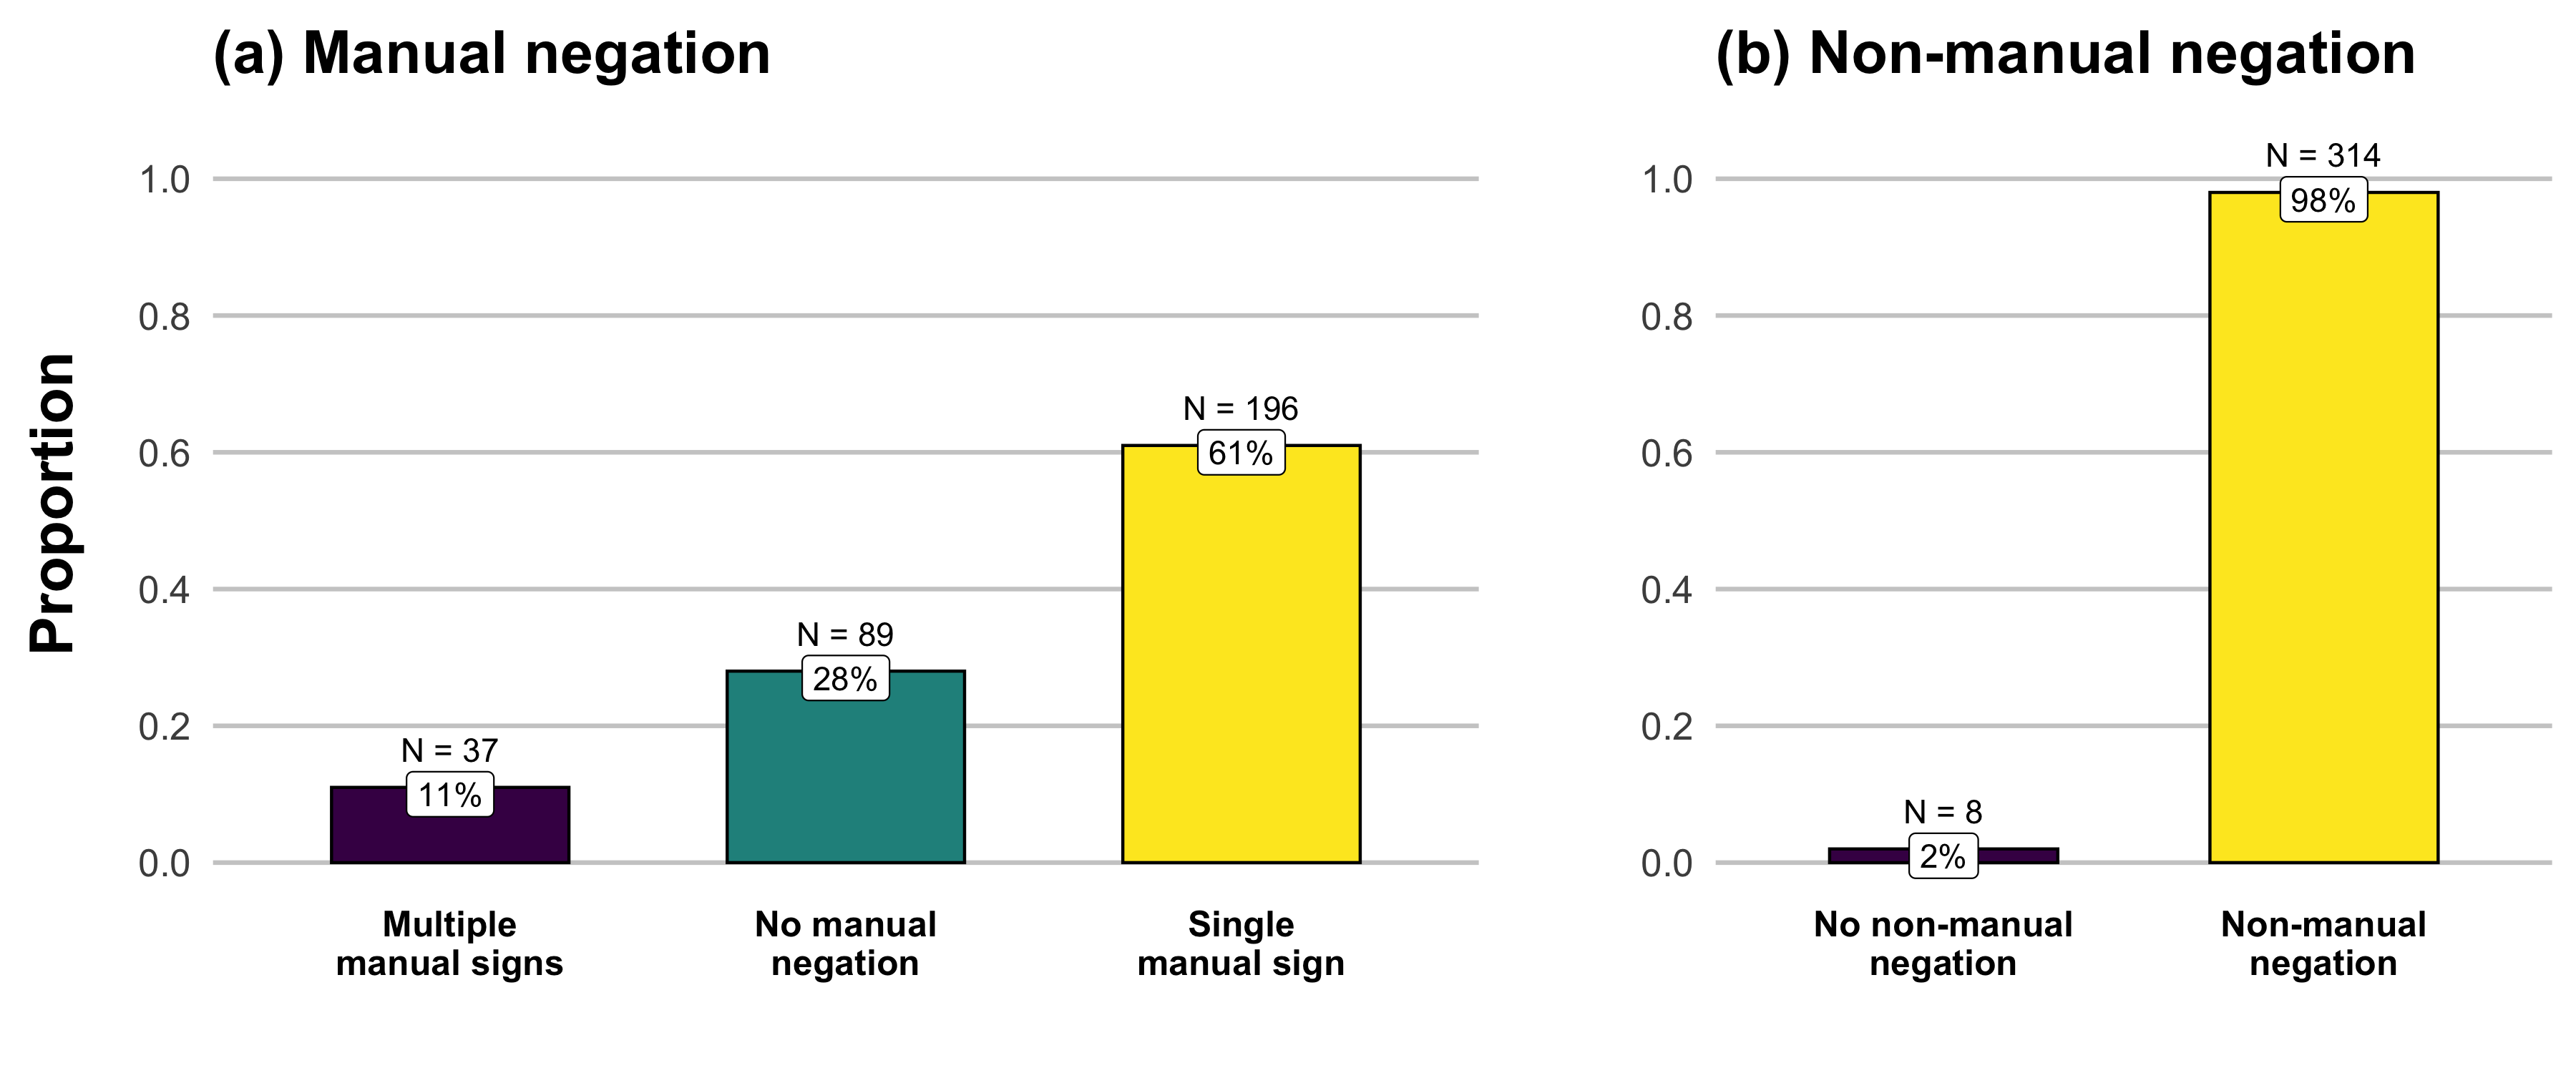 (a) Manual negation
Proportion
1.0
0.8
0.6
0.4
0.2
0.0
N = 37
11%
N = 89
28%
N = 196
61%
Multiple
manual signs
No manual
negation
Single
manual sign
(b) Non-manual negation
1.0
0.8
0.6
0.4
0.2
0.0
N = 8
2%
N = 314
98%
No non-manual
negation
Non-manual
negation